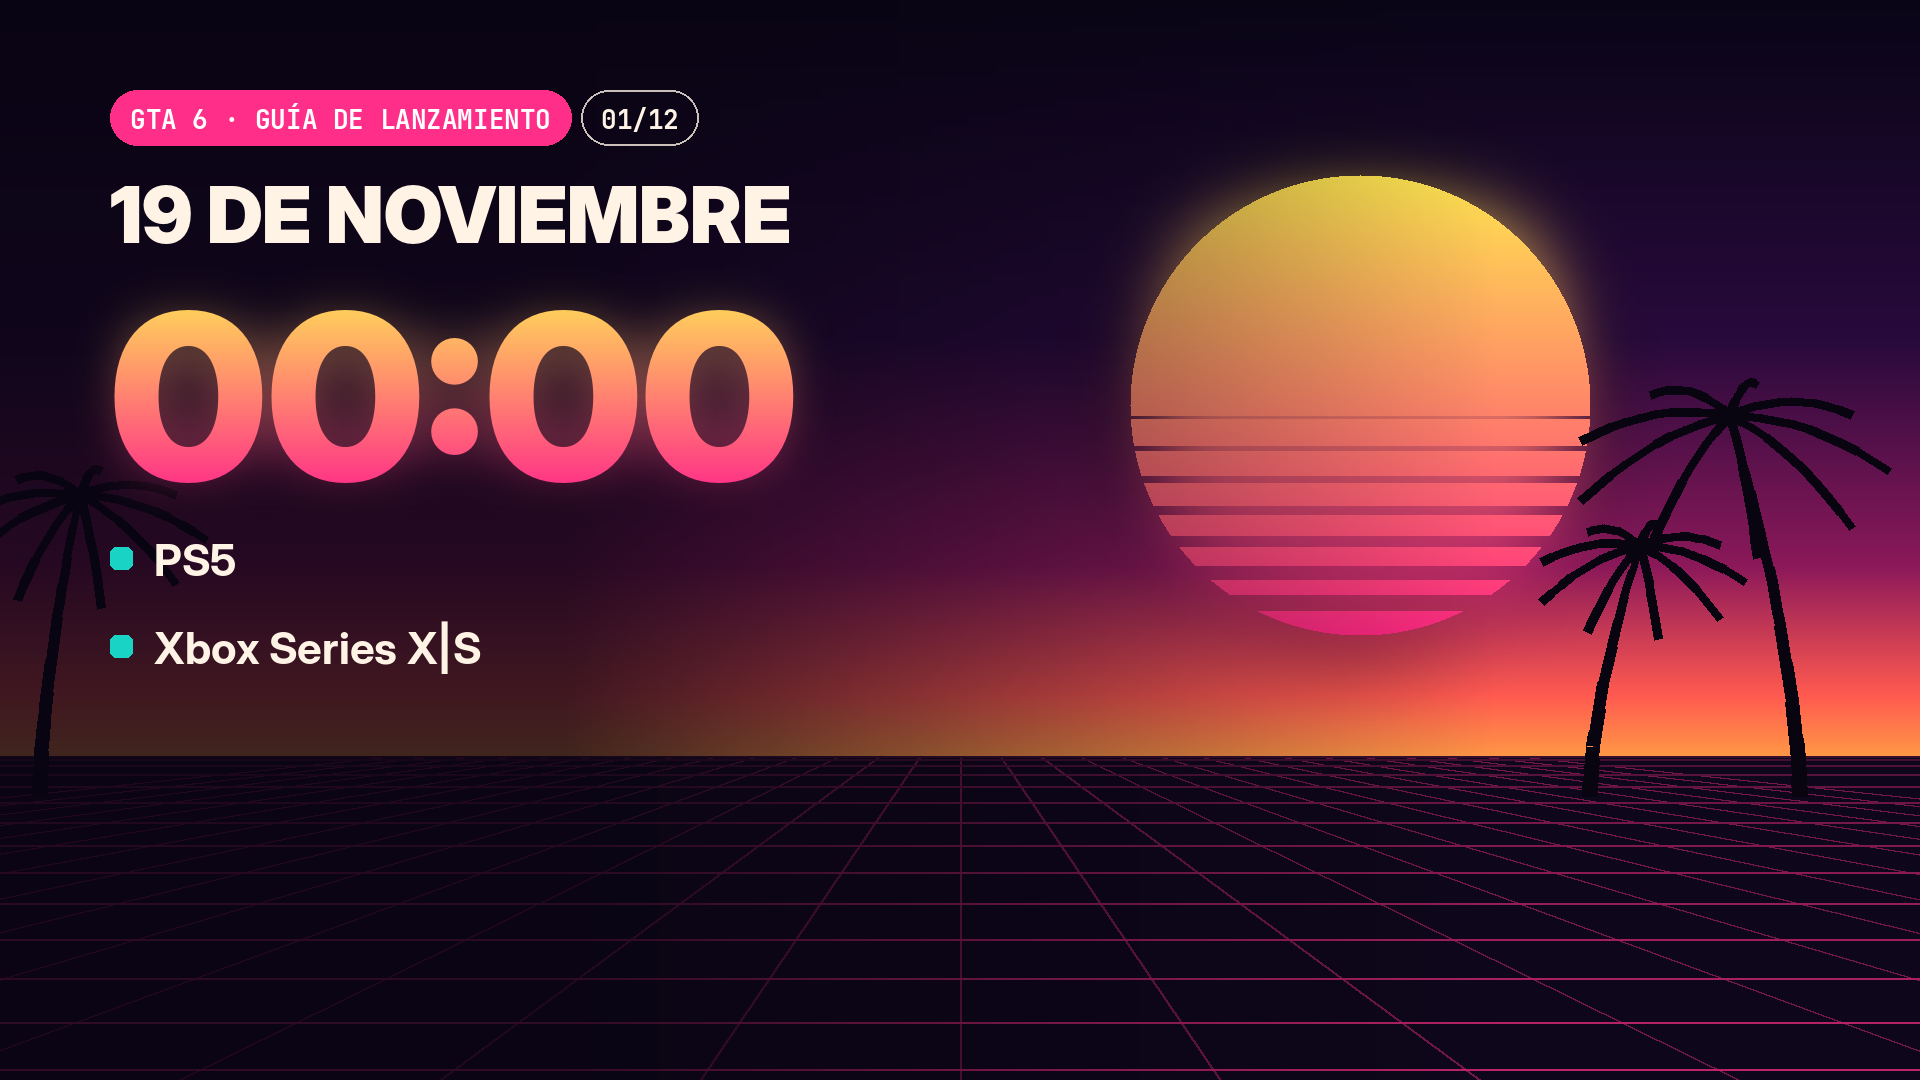 GTA 6 · GUÍA DE LANZAMIENTO 01/12
19 DE NOVIEMBRE
00:00
PS5
Xbox Series X|S